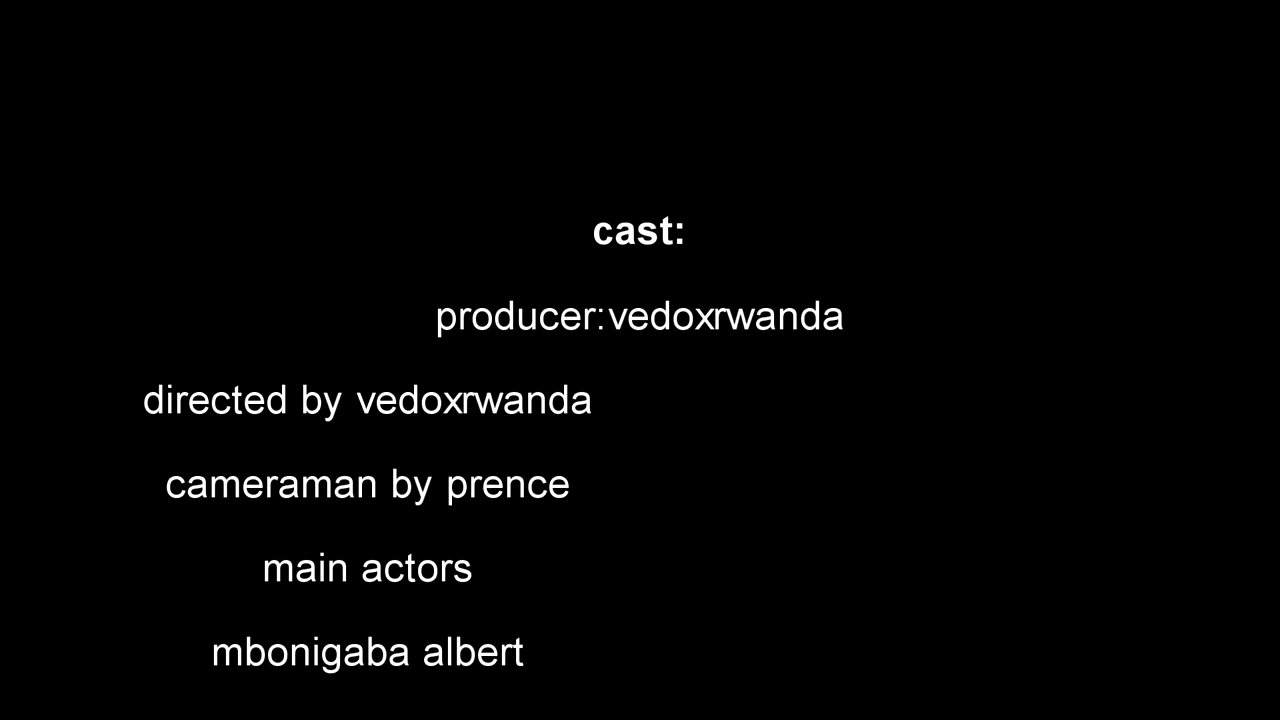 cast:
producer:vedoxrwanda
directed by vedoxrwanda
cameraman by prence
main actors
mbonigaba albert